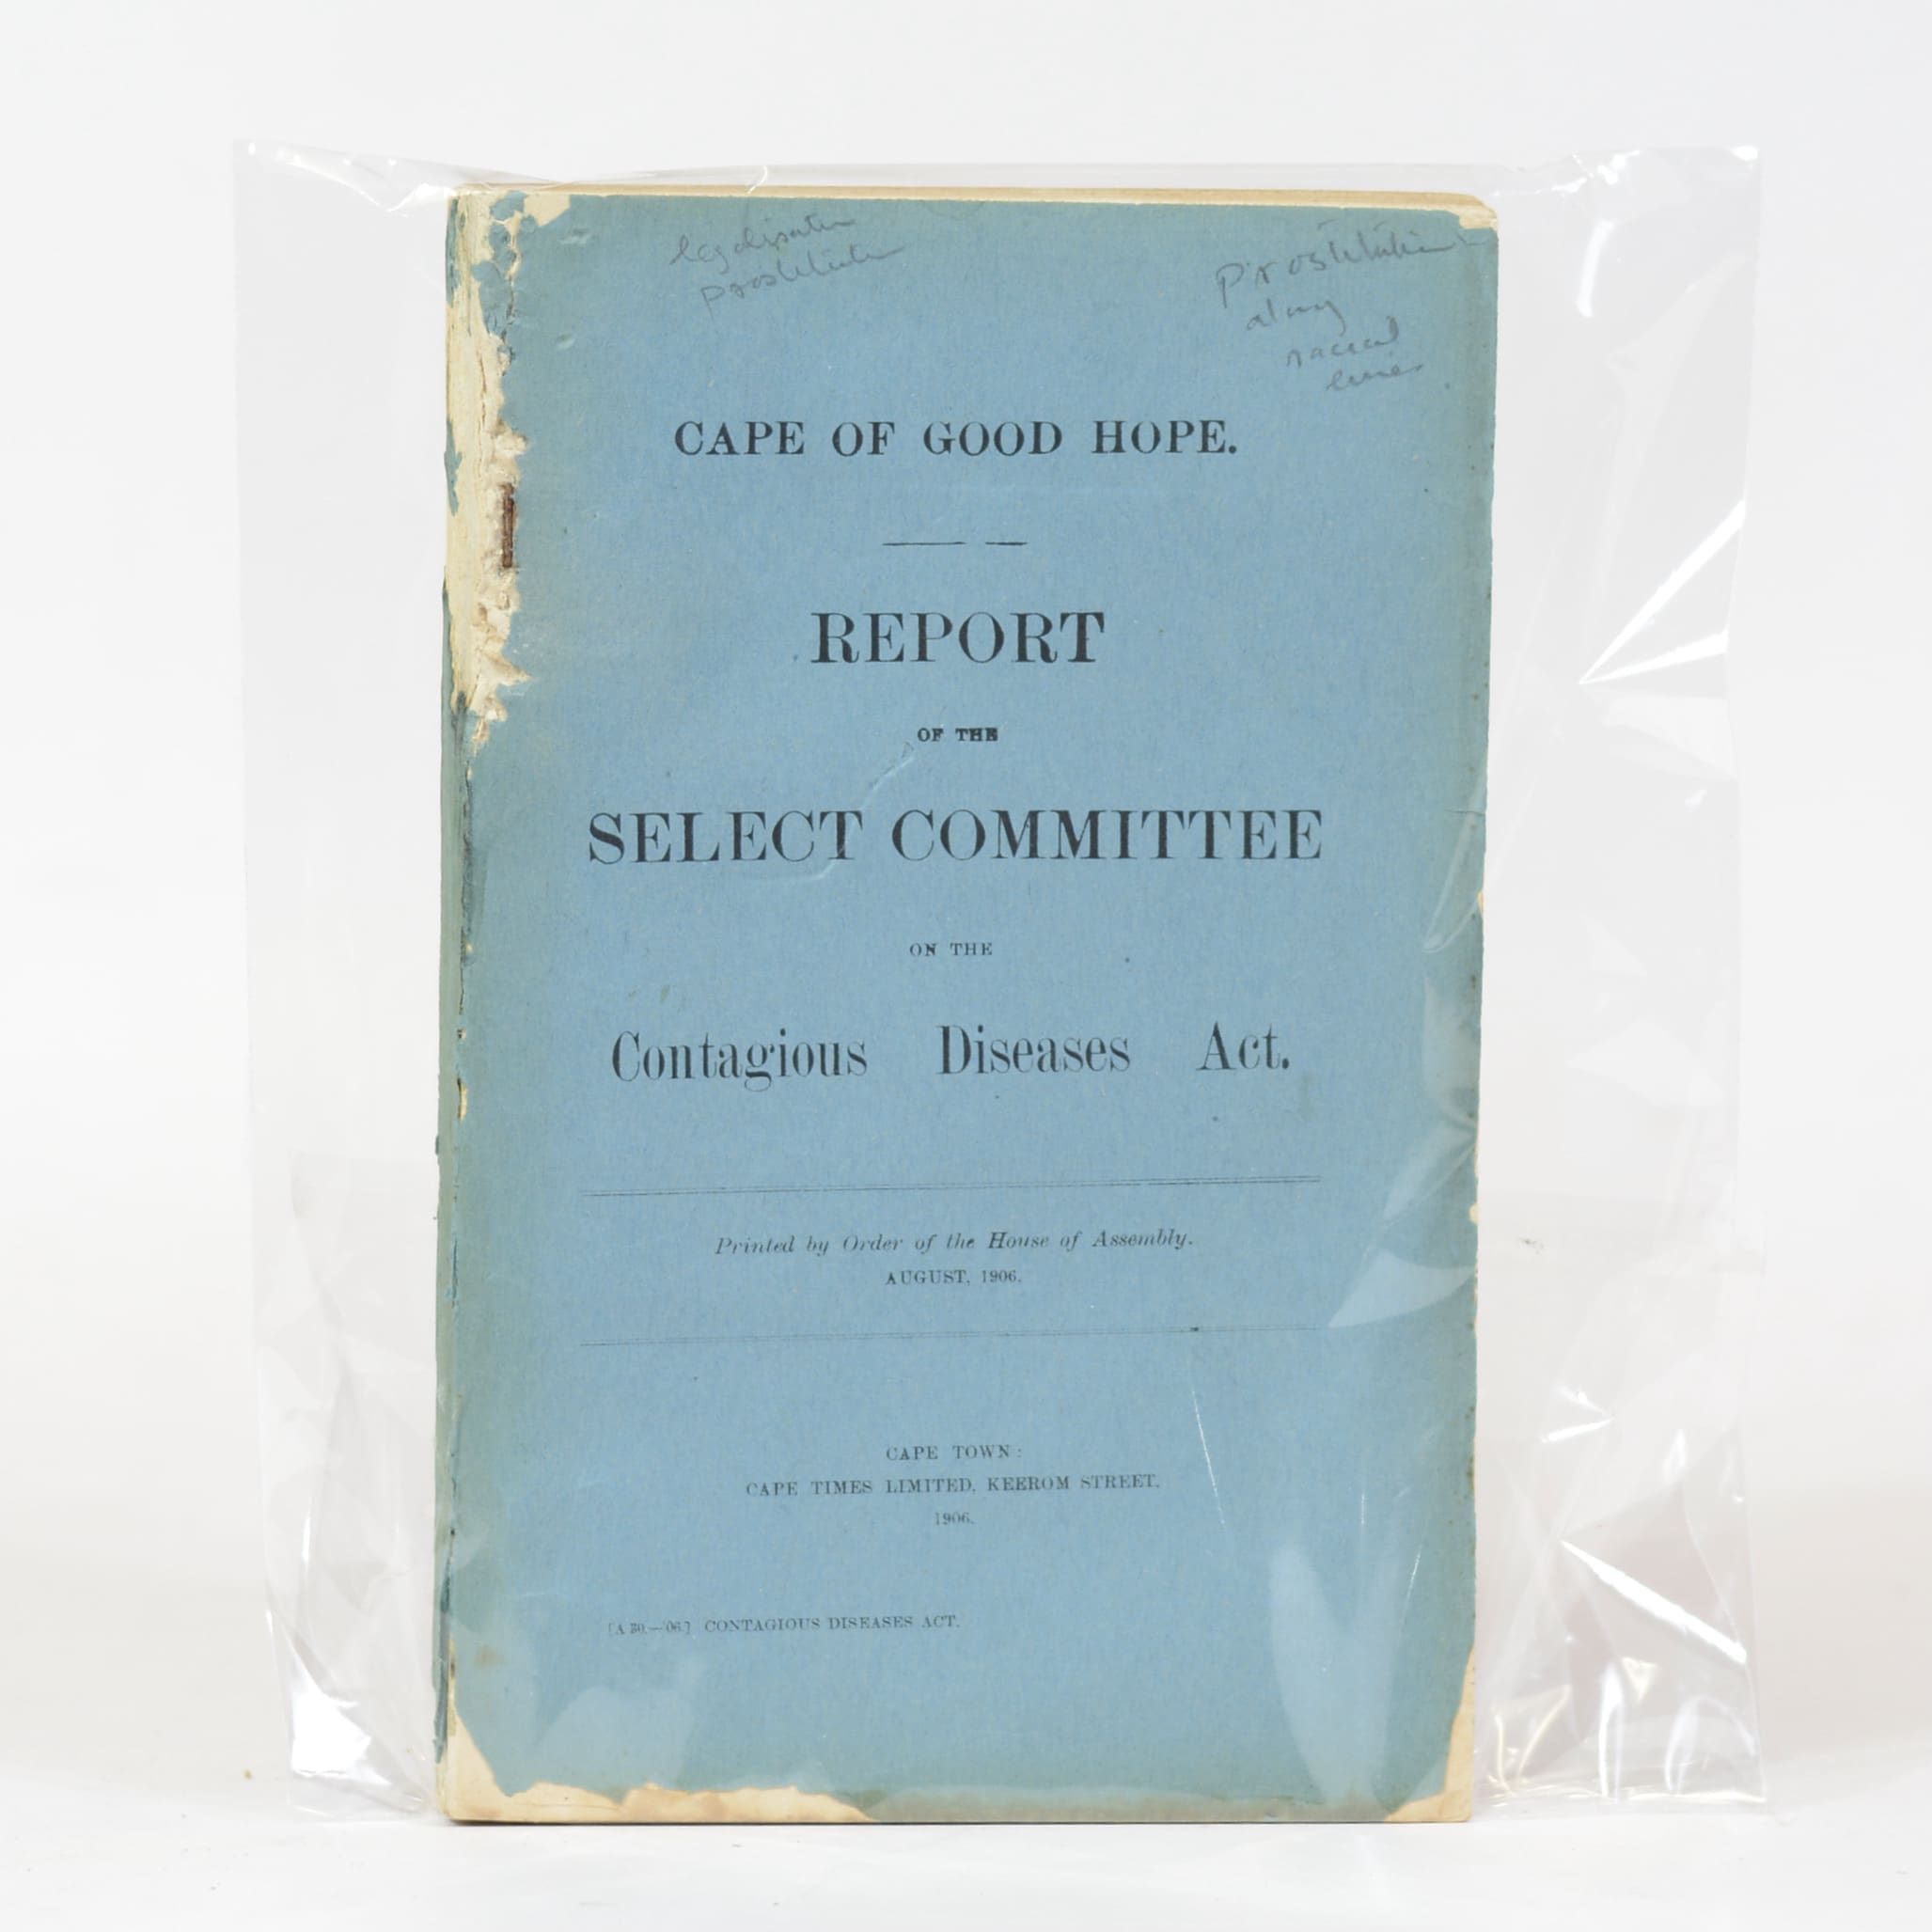 prostitution
Prostitution
along
racial
lines
CAPE OF GOOD HOPE.
REPORT
OF THE
SELECT COMMITTEE
ON THE
Contagious Diseases Act.
Printed by Order of the House of Assembly.
AUGUST, 1906.
CAPE TOWN:
CAPE TIMES LIMITED, KEEROM STREET.
1906.
[A 30.—'06.] CONTAGIOUS DISEASES ACT.